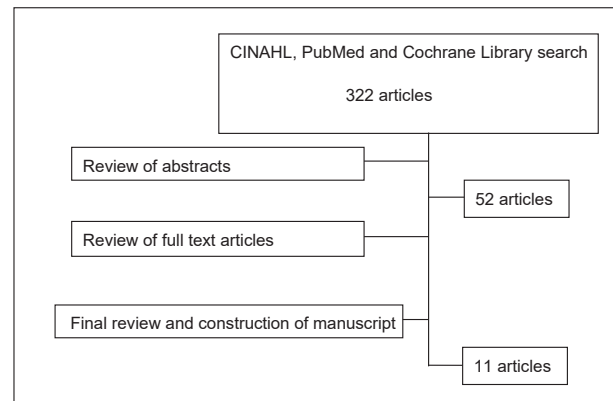 CINAHL, PubMed and Cochrane Library search
322 articles
Review of abstracts
52 articles
Review of full text articles
Final review and construction of manuscript
11 articles